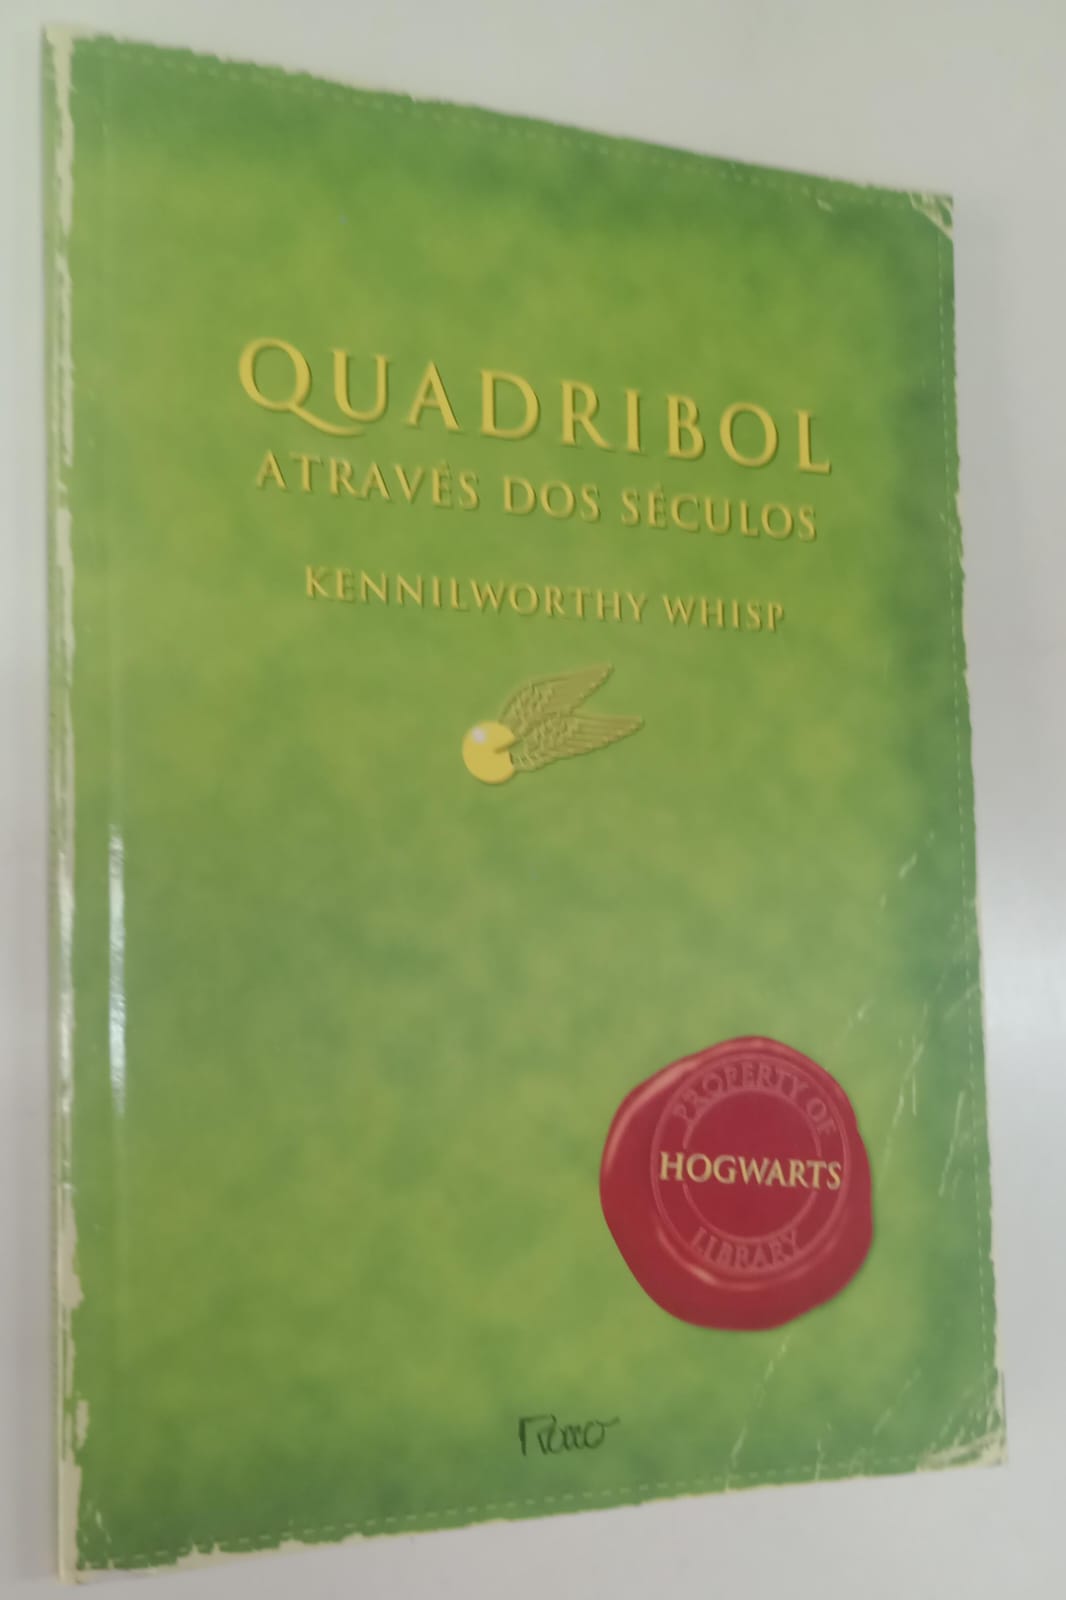 QUADRIBOL
ATRAVÉS DOS SÉCULOS
KENNILWORTHY WHISP
PROPERTY OF
HOGWARTS
LIBRARY
Rocco